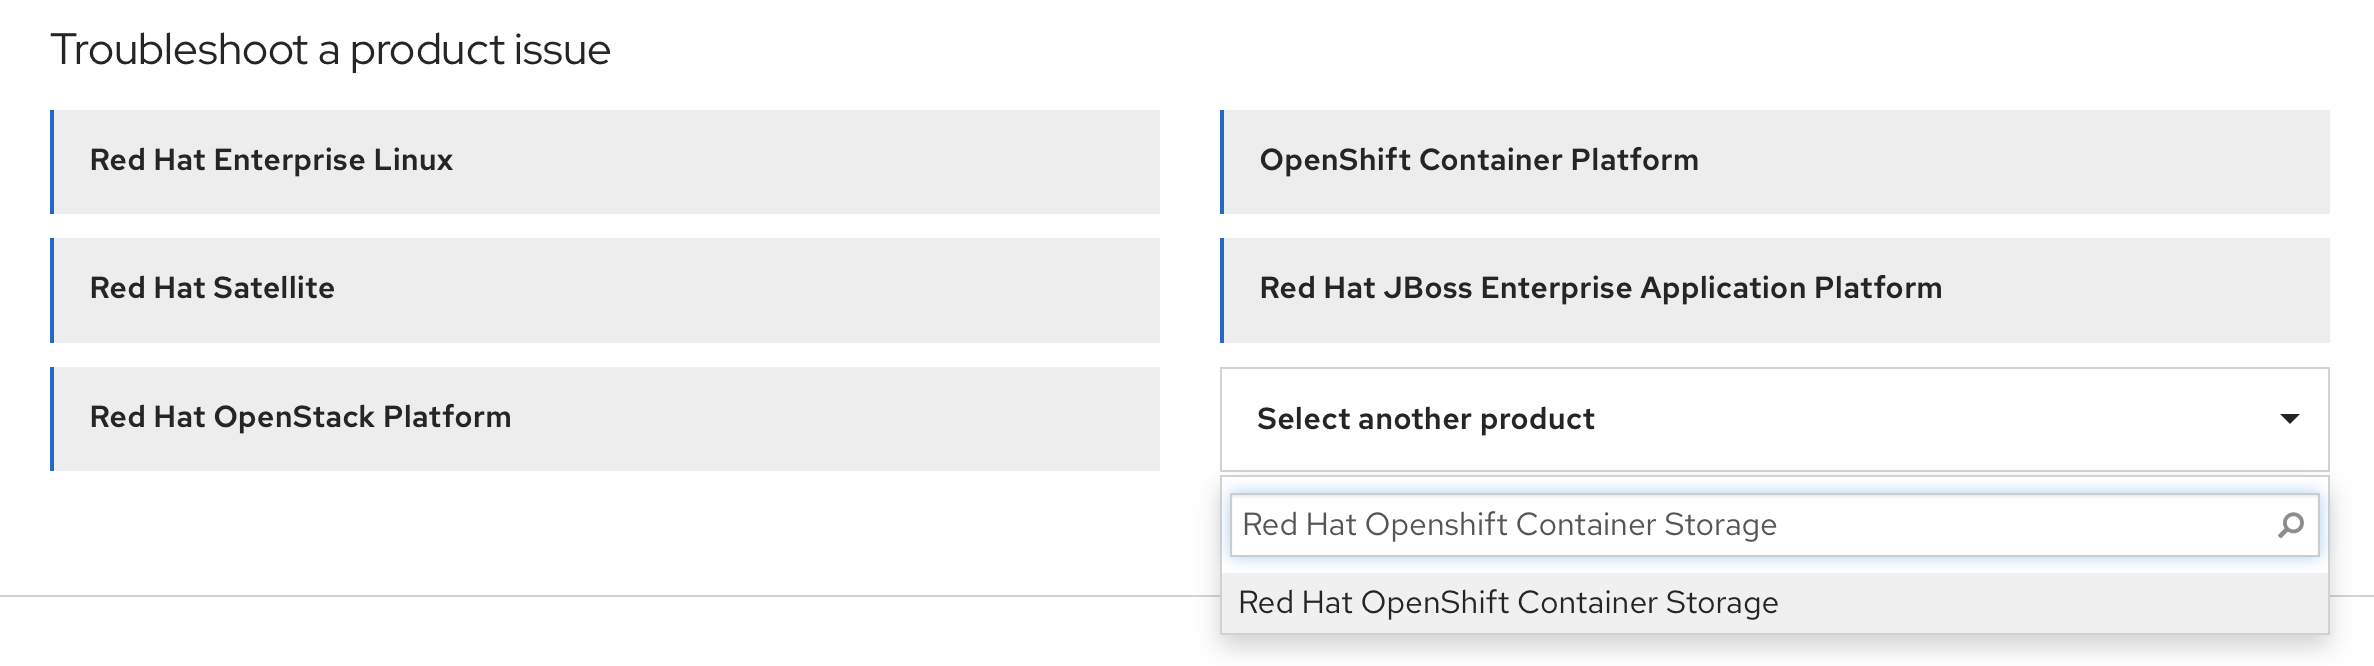 Troubleshoot a product issue
Red Hat Enterprise Linux
OpenShift Container Platform
Red Hat Satellite
Red Hat JBoss Enterprise Application Platform
Red Hat OpenStack Platform
Select another product
Red Hat Openshift Container Storage
Red Hat OpenShift Container Storage